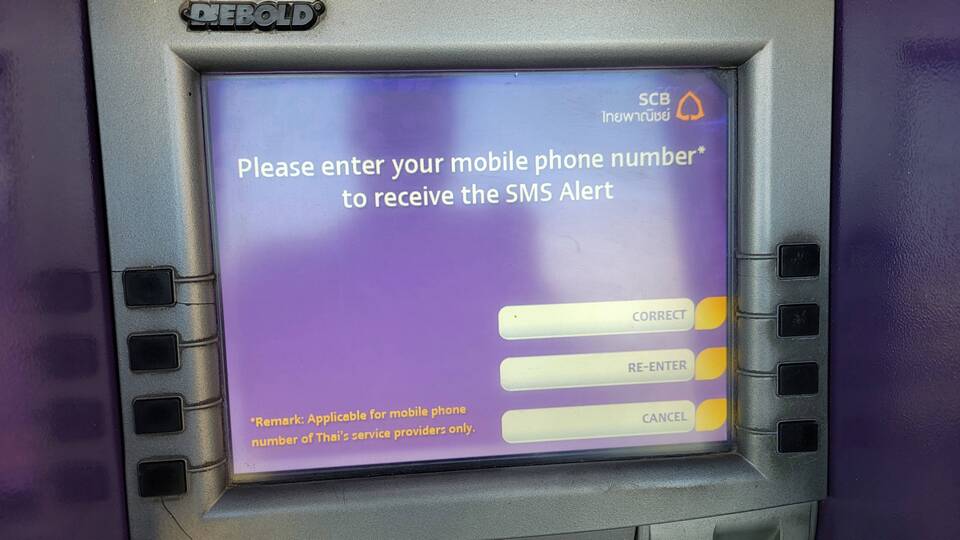 DIEBOLD
SCB
ไทยพาณิชย์
Please enter your mobile phone number*
to receive the SMS Alert
CORRECT
RE-ENTER
CANCEL
*Remark: Applicable for mobile phone
number of Thai's service providers only.